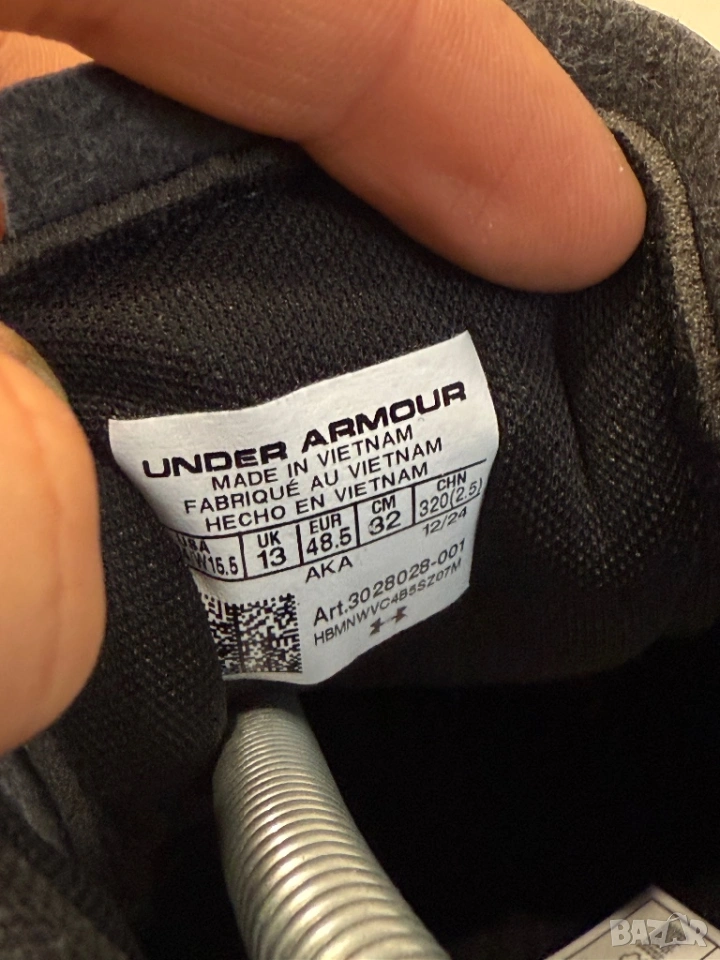 UNDER ARMOUR
MADE IN VIETNAM
FABRIQUÉ AU VIETNAM
HECHO EN VIETNAM
UK EUR CM CHN
13 48.5 32 320(2.5)
12/24
AKA
Art.3028028-001
HBMNWVC4B5SZ07M
BAZAR